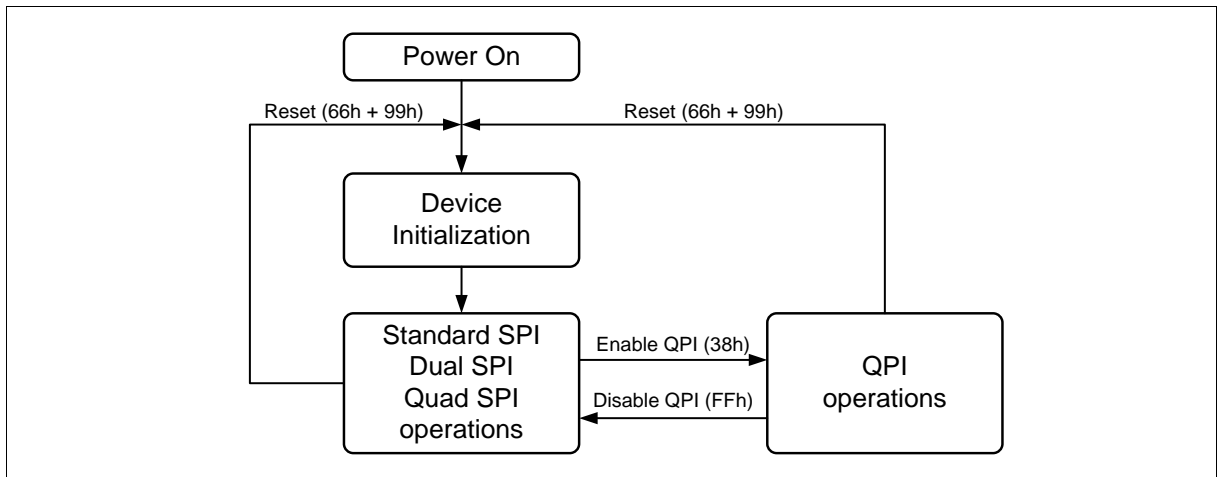 Power On
Reset (66h + 99h)
Reset (66h + 99h)
Device
Initialization
Standard SPI
Dual SPI
Quad SPI
operations
Enable QPI (38h)
Disable QPI (FFh)
QPI
operations